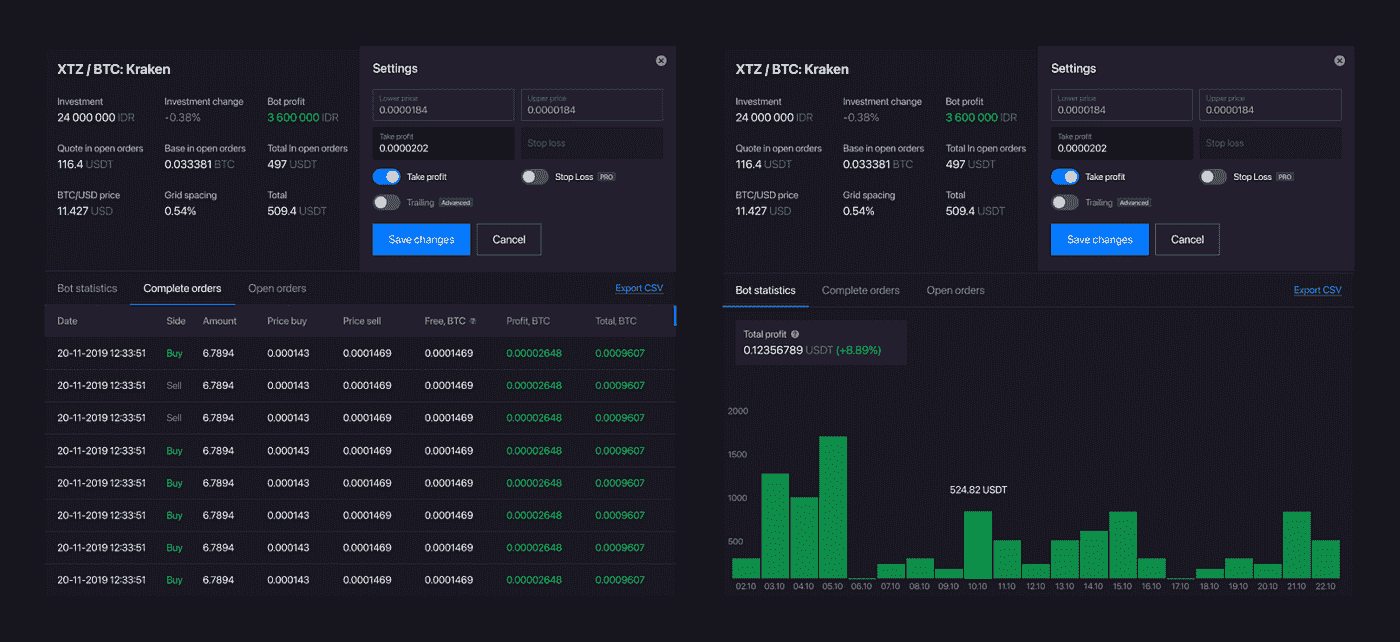 XTZ / BTC: Kraken
Investment Investment change Bot profit
24 000 000 IDR -0.38% 3 600 000 IDR
Quote in open orders Base in open orders Total In open orders
116.4 USDT 0.033381 BTC 497 USDT
BTC/USD price Grid spacing Total
11.427 USD 0.54% 509.4 USDT
Settings
Lower price Upper price
0.0000184 0.0000184
Take profit
0.0000202 Stop loss
Take profit Stop Loss PRO
Trailing Advanced
Save changes Cancel
Bot statistics Complete orders Open orders Export CSV
Date Side Amount Price buy Price sell Free, BTC Profit, BTC Total, BTC
20-11-2019 12:33:51 Buy 6.7894 0.000143 0.0001469 0.0001469 0.00002648 0.0009607
20-11-2019 12:33:51 Sell 6.7894 0.000143 0.0001469 0.0001469 0.00002648 0.0009607
20-11-2019 12:33:51 Sell 6.7894 0.000143 0.0001469 0.0001469 0.00002648 0.0009607
20-11-2019 12:33:51 Buy 6.7894 0.000143 0.0001469 0.0001469 0.00002648 0.0009607
20-11-2019 12:33:51 Buy 6.7894 0.000143 0.0001469 0.0001469 0.00002648 0.0009607
20-11-2019 12:33:51 Buy 6.7894 0.000143 0.0001469 0.0001469 0.00002648 0.0009607
20-11-2019 12:33:51 Buy 6.7894 0.000143 0.0001469 0.0001469 0.00002648 0.0009607
20-11-2019 12:33:51 Buy 6.7894 0.000143 0.0001469 0.0001469 0.00002648 0.0009607
XTZ / BTC: Kraken
Investment Investment change Bot profit
24 000 000 IDR -0.38% 3 600 000 IDR
Quote in open orders Base in open orders Total In open orders
116.4 USDT 0.033381 BTC 497 USDT
BTC/USD price Grid spacing Total
11.427 USD 0.54% 509.4 USDT
Settings
Lower price Upper price
0.0000184 0.0000184
Take profit
0.0000202 Stop loss
Take profit Stop Loss PRO
Trailing Advanced
Save changes Cancel
Bot statistics Complete orders Open orders Export CSV
Total profit ?
0.12356789 USDT (+8.89%)
2000
1500
1000
500
524.82 USDT
02.10 03.10 04.10 05.10 06.10 07.10 08.10 09.10 10.10 11.10 12.10 13.10 14.10 15.10 16.10 17.10 18.10 19.10 20.10 21.10 22.10